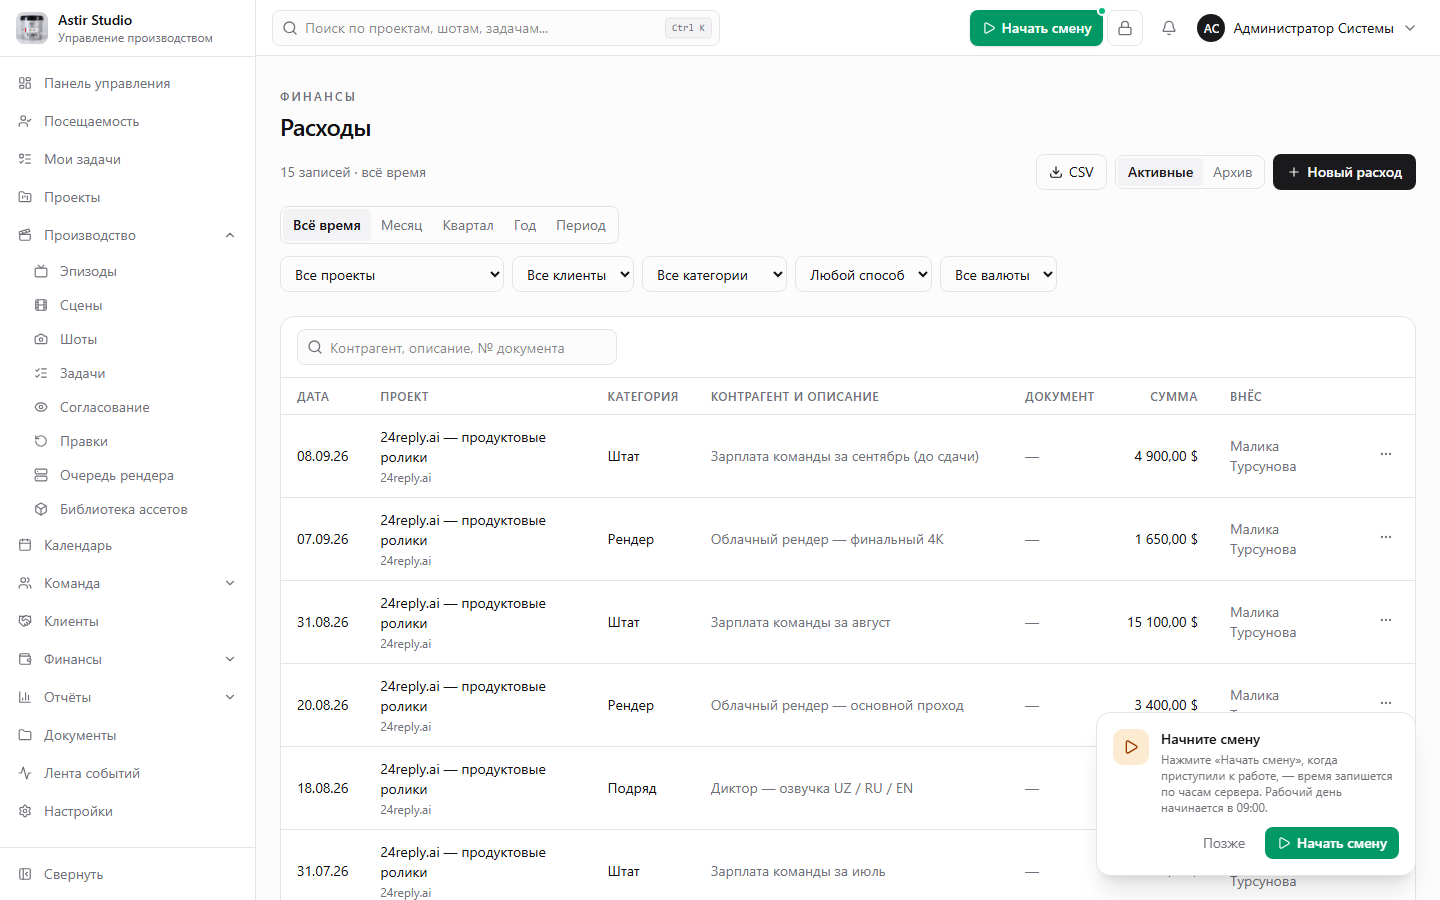 Astir Studio
Управление производством
Поиск по проектам, шотам, задачам...
Ctrl K
Начать смену
АС
Администратор Системы
Панель управления
Посещаемость
Мои задачи
Проекты
Производство
Эпизоды
Сцены
Шоты
Задачи
Согласование
Правки
Очередь рендера
Библиотека ассетов
Календарь
Команда
Клиенты
Финансы
Отчёты
Документы
Лента событий
Настройки
Свернуть
ФИНАНСЫ
Расходы
15 записей · всё время
CSV
Активные
Архив
Новый расход
Всё время
Месяц
Квартал
Год
Период
Все проекты
Все клиенты
Все категории
Любой способ
Все валюты
Контрагент, описание, № документа
ДАТА ПРОЕКТ КАТЕГОРИЯ КОНТРАГЕНТ И ОПИСАНИЕ ДОКУМЕНТ СУММА ВНЁС
24reply.ai — продуктовые
ролики
24reply.ai
08.09.26
Штат
Зарплата команды за сентябрь (до сдачи)
—
4 900,00 $
Малика
Турсунова
24reply.ai — продуктовые
ролики
24reply.ai
07.09.26
Рендер
Облачный рендер — финальный 4K
—
1 650,00 $
Малика
Турсунова
24reply.ai — продуктовые
ролики
24reply.ai
31.08.26
Штат
Зарплата команды за август
—
15 100,00 $
Малика
Турсунова
24reply.ai — продуктовые
ролики
24reply.ai
20.08.26
Рендер
Облачный рендер — основной проход
—
3 400,00 $
Малика
24reply.ai — продуктовые
ролики
24reply.ai
18.08.26
Подряд
Диктор — озвучка UZ / RU / EN
—
24reply.ai — продуктовые
ролики
24reply.ai
31.07.26
Штат
Зарплата команды за июль
—
Турсунова
Начните смену
Нажмите «Начать смену», когда
приступили к работе, — время запишется
по часам сервера. Рабочий день
начинается в 09:00.
Позже
Начать смену